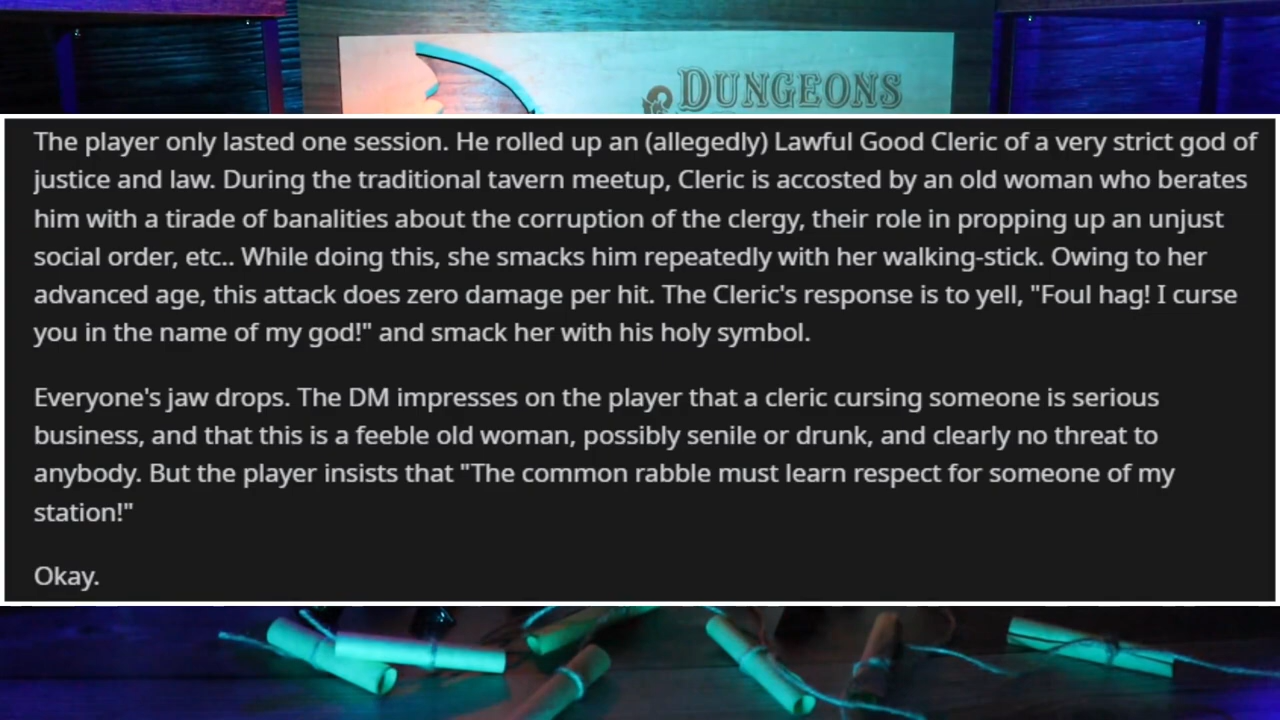 DUNGEONS
The player only lasted one session. He rolled up an (allegedly) Lawful Good Cleric of a very strict god of
justice and law. During the traditional tavern meetup, Cleric is accosted by an old woman who berates
him with a tirade of banalities about the corruption of the clergy, their role in propping up an unjust
social order, etc.. While doing this, she smacks him repeatedly with her walking-stick. Owing to her
advanced age, this attack does zero damage per hit. The Cleric's response is to yell, "Foul hag! I curse
you in the name of my god!" and smack her with his holy symbol.
Everyone's jaw drops. The DM impresses on the player that a cleric cursing someone is serious
business, and that this is a feeble old woman, possibly senile or drunk, and clearly no threat to
anybody. But the player insists that "The common rabble must learn respect for someone of my
station!"
Okay.